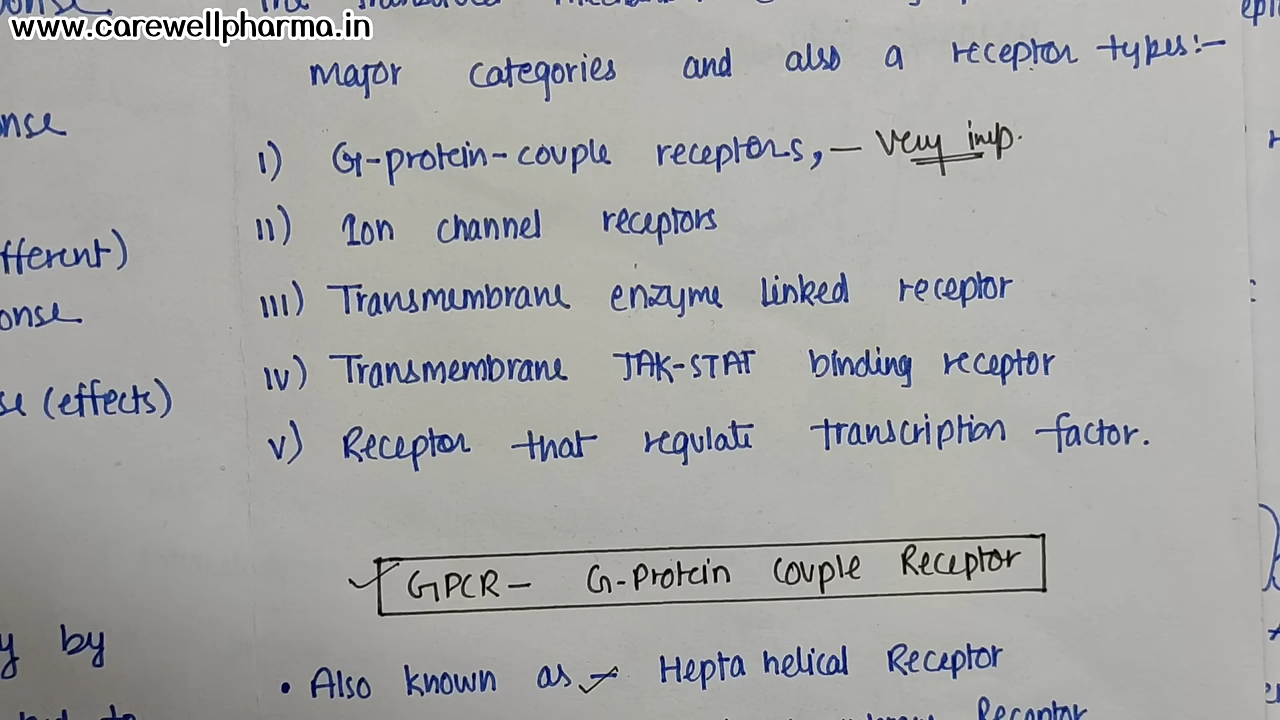 www.carewellpharma.in
major categories and also a receptor types:-
nse
i) G-protein-couple receptors, — very imp.
ii) Ion channel receptors
fferent)
iii) Transmembrane enzyme linked receptor
onse
iv) Transmembrane JAK-STAT binding receptor
se (effects)
v) Receptor that regulate transcription factor.
GPCR - G-Protein Couple Receptor
y by
• Also known as Hepta helical Receptor
Receptor